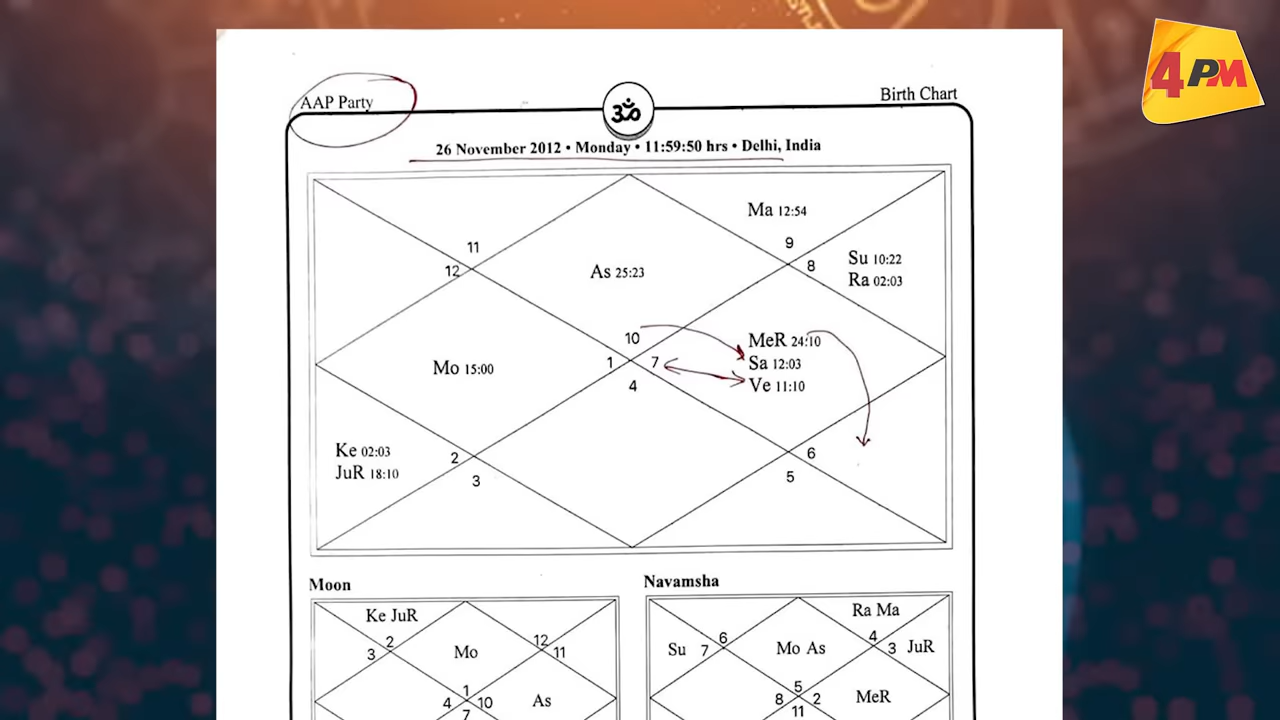 4PM
AAP Party
ॐ
Birth Chart
26 November 2012 • Monday • 11:59:50 hrs • Delhi, India
Ma 12:54
11
9
12
As 25:23
8
Su 10:22
Ra 02:03
10
MeR 24:10
1
7
Sa 12:03
Mo 15:00
4
Ve 11:10
Ke 02:03
2
6
JuR 18:10
3
5
Moon
Navamsha
Ke JuR
2
3
Mo
12
11
1
4
10
As
7
Ra Ma
6
Su 7
Mo As
4
3 JuR
5
8
2
MeR
11